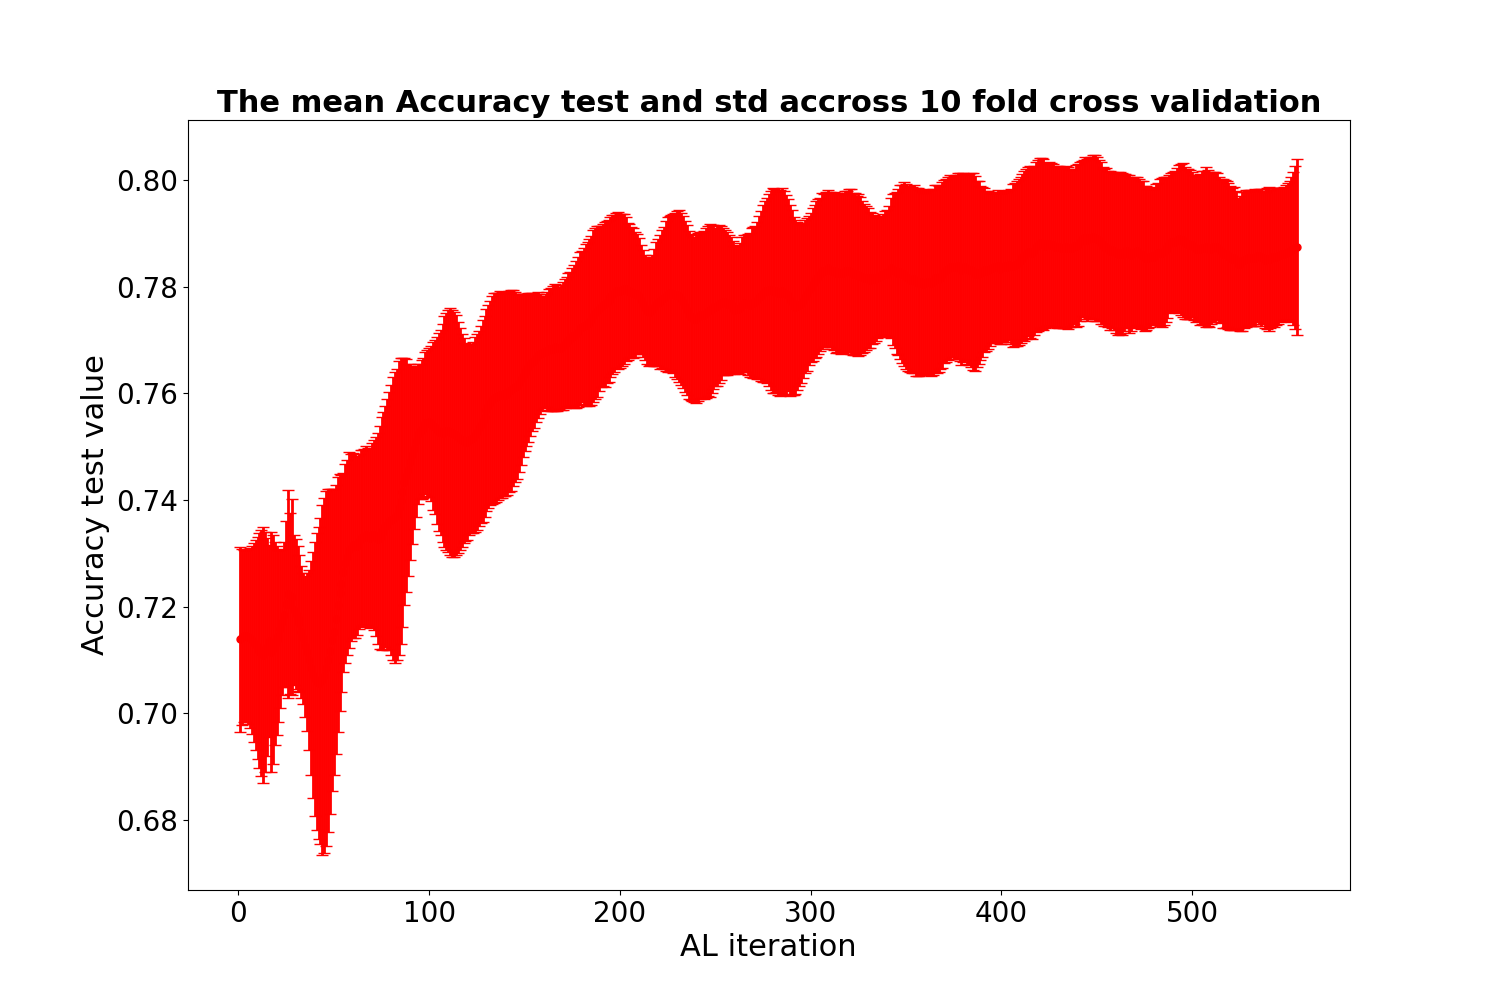 The mean Accuracy test and std accross 10 fold cross validation
0.80
0.78
0.76
0.74
0.72
0.70
0.68
Accuracy test value
0 100 200 300 400 500
AL iteration